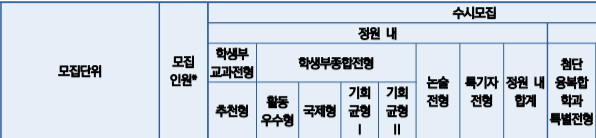 수시모집
정원 내
모집단위
모집
인원*
학생부
교과전형
학생부종합전형
논술
전형
특기자
전형
정원 내
합계
첨단
융복합
학과
특별전형
추천형
활동
우수형
국제형
기회
균형
I
기회
균형
II